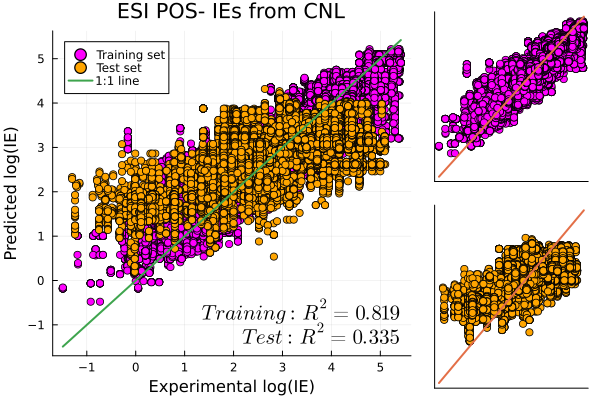 ESI POS- IEs from CNL
Training set
Test set
1:1 line
Predicted log(IE)
5
4
3
2
1
0
−1
Training: R² = 0.819
Test: R² = 0.335
−1 0 1 2 3 4 5
Experimental log(IE)